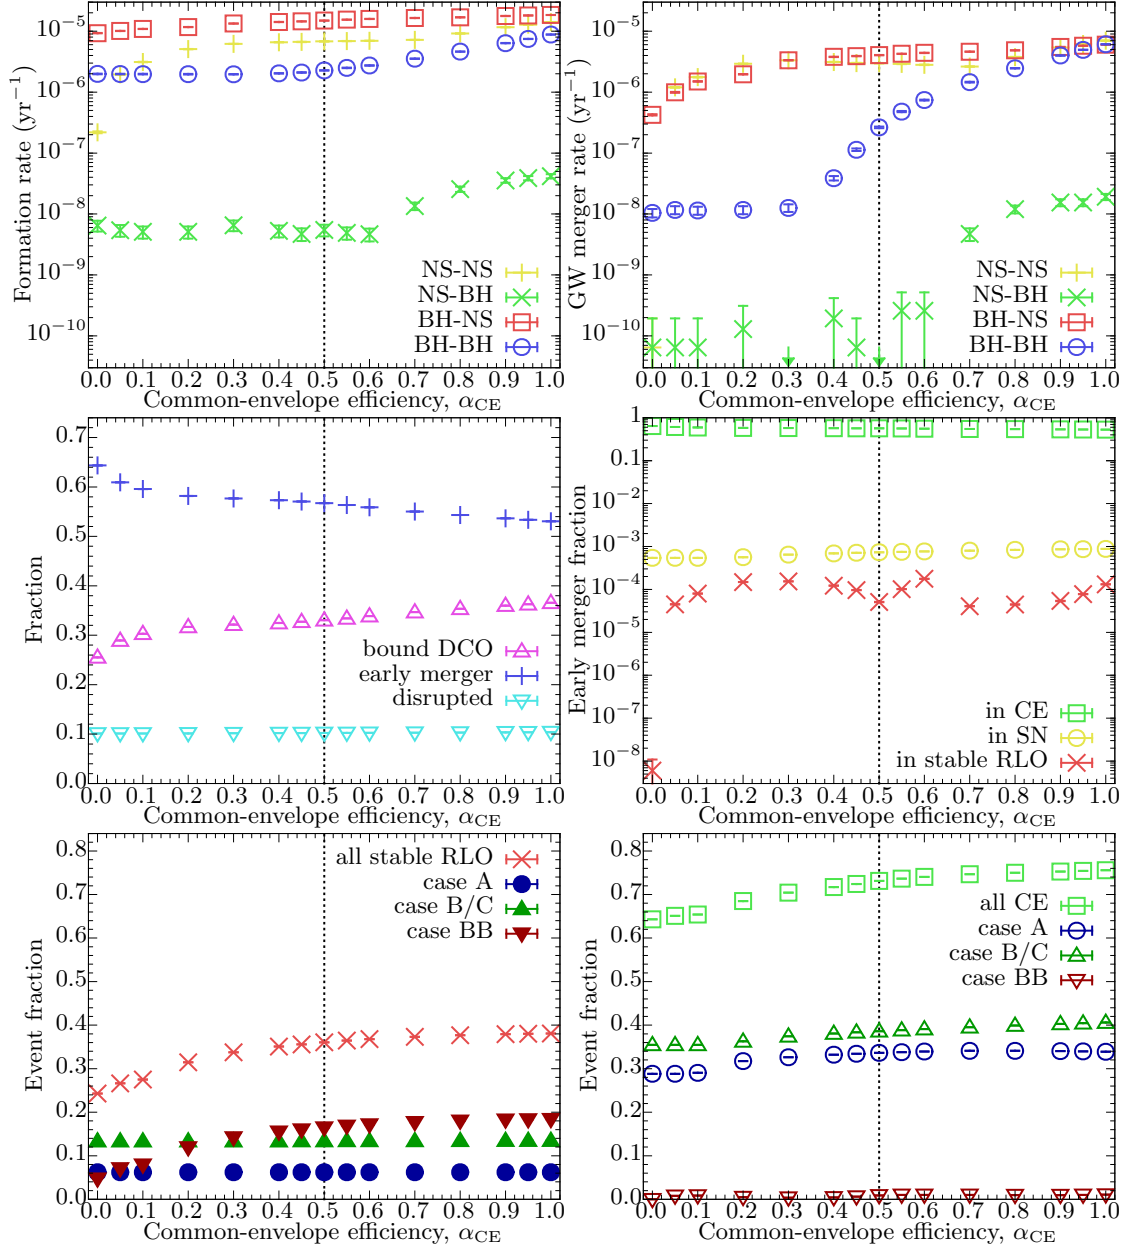 Formation rate (yr⁻¹)
10⁻⁵
10⁻⁶
10⁻⁷
10⁻⁸
10⁻⁹
10⁻¹⁰
NS-NS
NS-BH
BH-NS
BH-BH
0.0 0.1 0.2 0.3 0.4 0.5 0.6 0.7 0.8 0.9 1.0
Common-envelope efficiency, αCE
GW merger rate (yr⁻¹)
10⁻⁵
10⁻⁶
10⁻⁷
10⁻⁸
10⁻⁹
10⁻¹⁰
NS-NS
NS-BH
BH-NS
BH-BH
0.0 0.1 0.2 0.3 0.4 0.5 0.6 0.7 0.8 0.9 1.0
Common-envelope efficiency, αCE
Fraction
0.7
0.6
0.5
0.4
0.3
0.2
0.1
0.0
bound DCO
early merger
disrupted
0.0 0.1 0.2 0.3 0.4 0.5 0.6 0.7 0.8 0.9 1.0
Common-envelope efficiency, αCE
Early merger fraction
1
0.1
10⁻²
10⁻³
10⁻⁴
10⁻⁵
10⁻⁶
10⁻⁷
10⁻⁸
in CE
in SN
in stable RLO
0.0 0.1 0.2 0.3 0.4 0.5 0.6 0.7 0.8 0.9 1.0
Common-envelope efficiency, αCE
Event fraction
0.8
0.7
0.6
0.5
0.4
0.3
0.2
0.1
0.0
all stable RLO
case A
case B/C
case BB
0.0 0.1 0.2 0.3 0.4 0.5 0.6 0.7 0.8 0.9 1.0
Common-envelope efficiency, αCE
Event fraction
0.8
0.7
0.6
0.5
0.4
0.3
0.2
0.1
0.0
all CE
case A
case B/C
case BB
0.0 0.1 0.2 0.3 0.4 0.5 0.6 0.7 0.8 0.9 1.0
Common-envelope efficiency, αCE